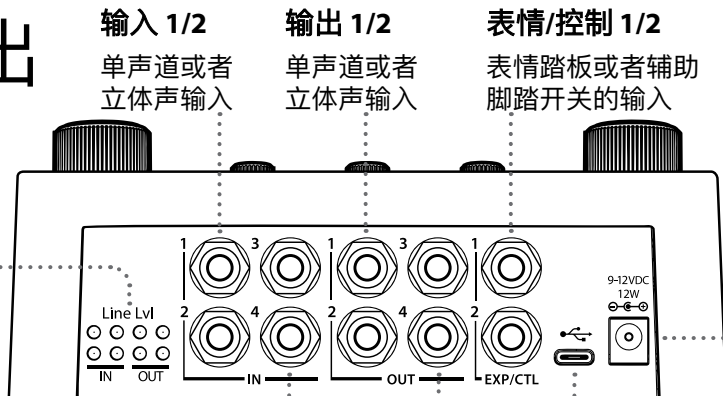 出
输入 1/2
单声道或者
立体声输入
输出 1/2
单声道或者
立体声输入
表情/控制 1/2
表情踏板或者辅助
脚踏开关的输入
1 3 1 3 1
9-12VDC
12W
Line Lvl
2 4 2 4 2
IN OUT
IN OUT EXP/CTL